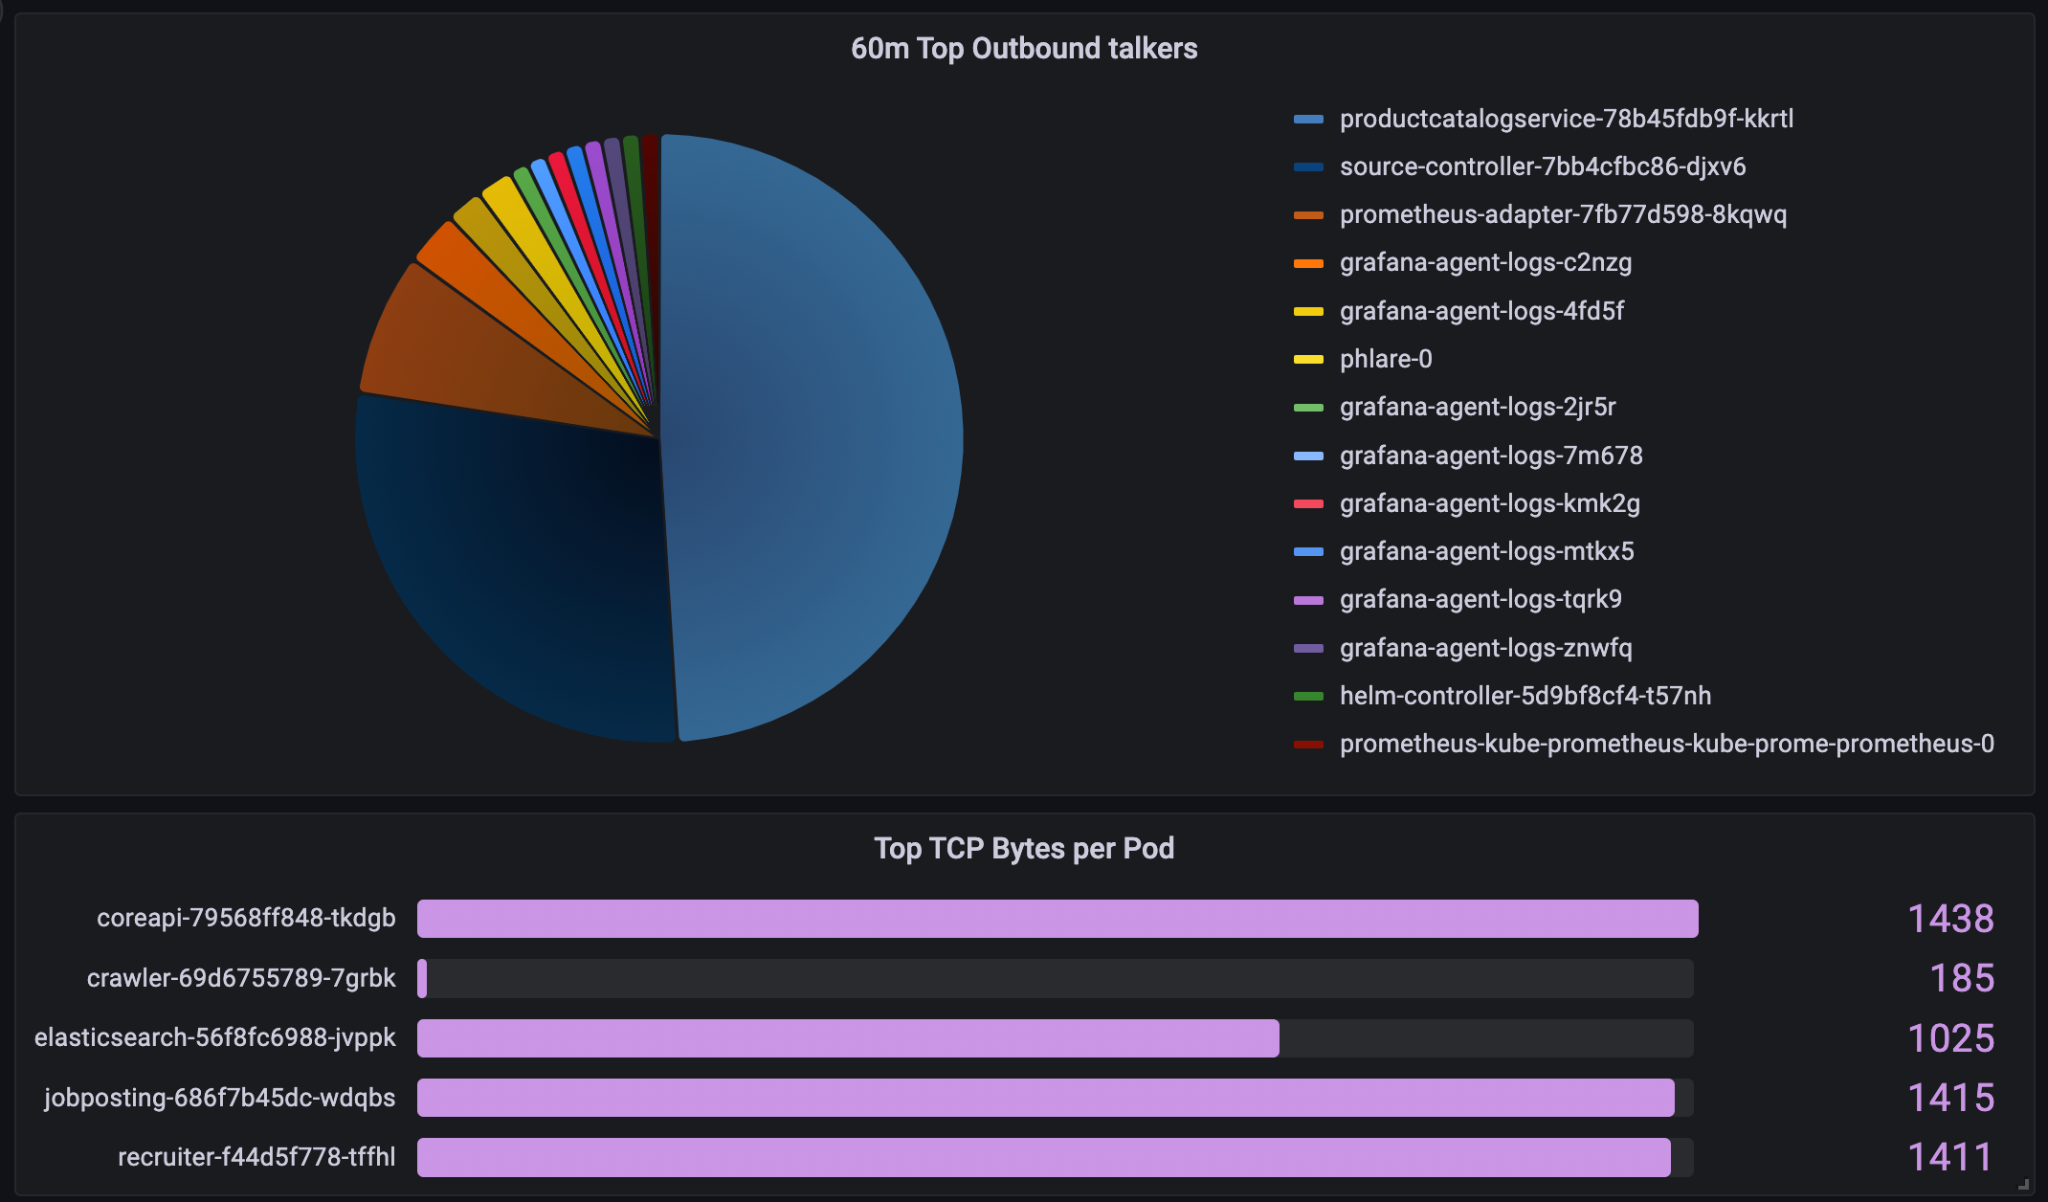 60m Top Outbound talkers
productcatalogservice-78b45fdb9f-kkrtl
source-controller-7bb4cfbc86-djxv6
prometheus-adapter-7fb77d598-8kqwq
grafana-agent-logs-c2nzg
grafana-agent-logs-4fd5f
phlare-0
grafana-agent-logs-2jr5r
grafana-agent-logs-7m678
grafana-agent-logs-kmk2g
grafana-agent-logs-mtkx5
grafana-agent-logs-tqrk9
grafana-agent-logs-znwfq
helm-controller-5d9bf8cf4-t57nh
prometheus-kube-prometheus-kube-prome-prometheus-0
Top TCP Bytes per Pod
coreapi-79568ff848-tkdgb 1438
crawler-69d6755789-7grbk 185
elasticsearch-56f8fc6988-jvppk 1025
jobposting-686f7b45dc-wdqbs 1415
recruiter-f44d5f778-tffhl 1411